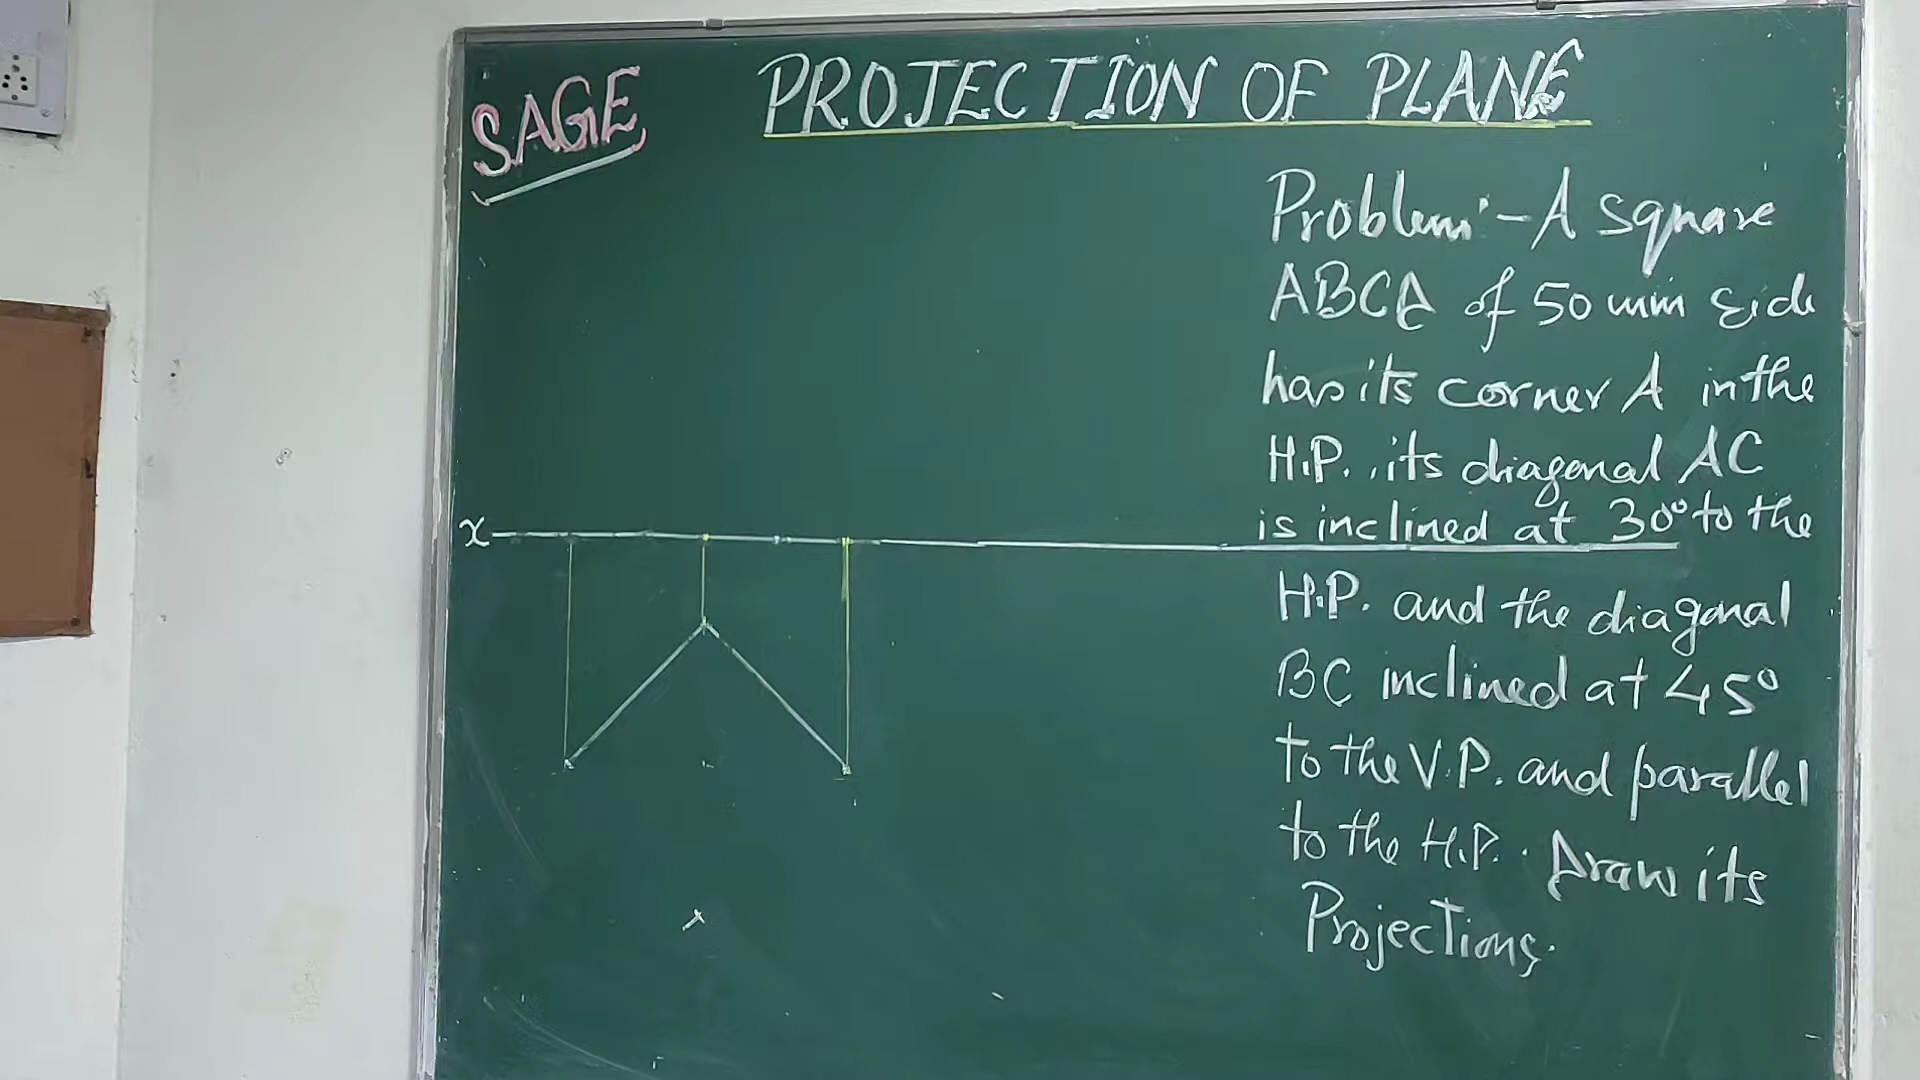 SAGE
PROJECTION OF PLANE
Problem:- A square
ABCD of 50 mm side
has its corner A in the
H.P., its diagonal AC
is inclined at 30° to the
x
H.P. and the diagonal
BC inclined at 45°
to the V.P. and parallel
to the H.P. Draw its
Projections.